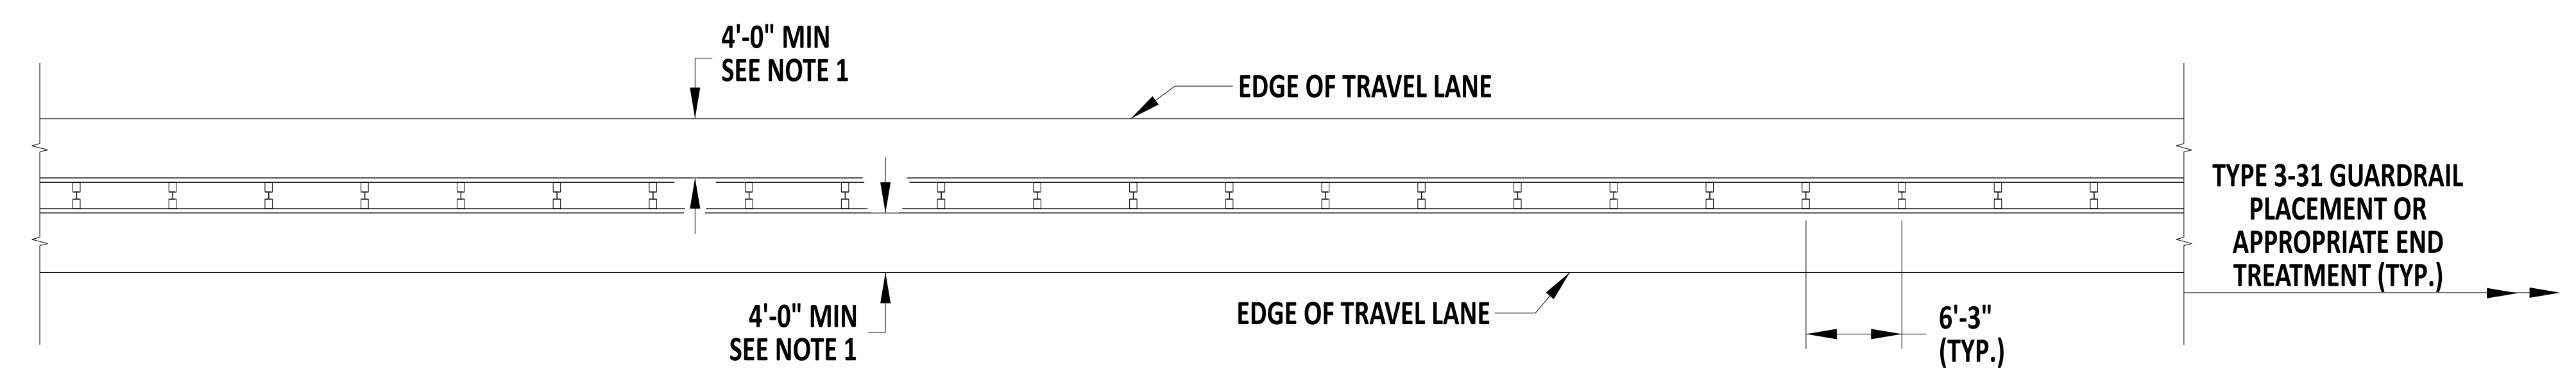 4'-0" MIN
SEE NOTE 1
EDGE OF TRAVEL LANE
TYPE 3-31 GUARDRAIL
PLACEMENT OR
APPROPRIATE END
TREATMENT (TYP.)
4'-0" MIN
SEE NOTE 1
EDGE OF TRAVEL LANE
6'-3"
(TYP.)